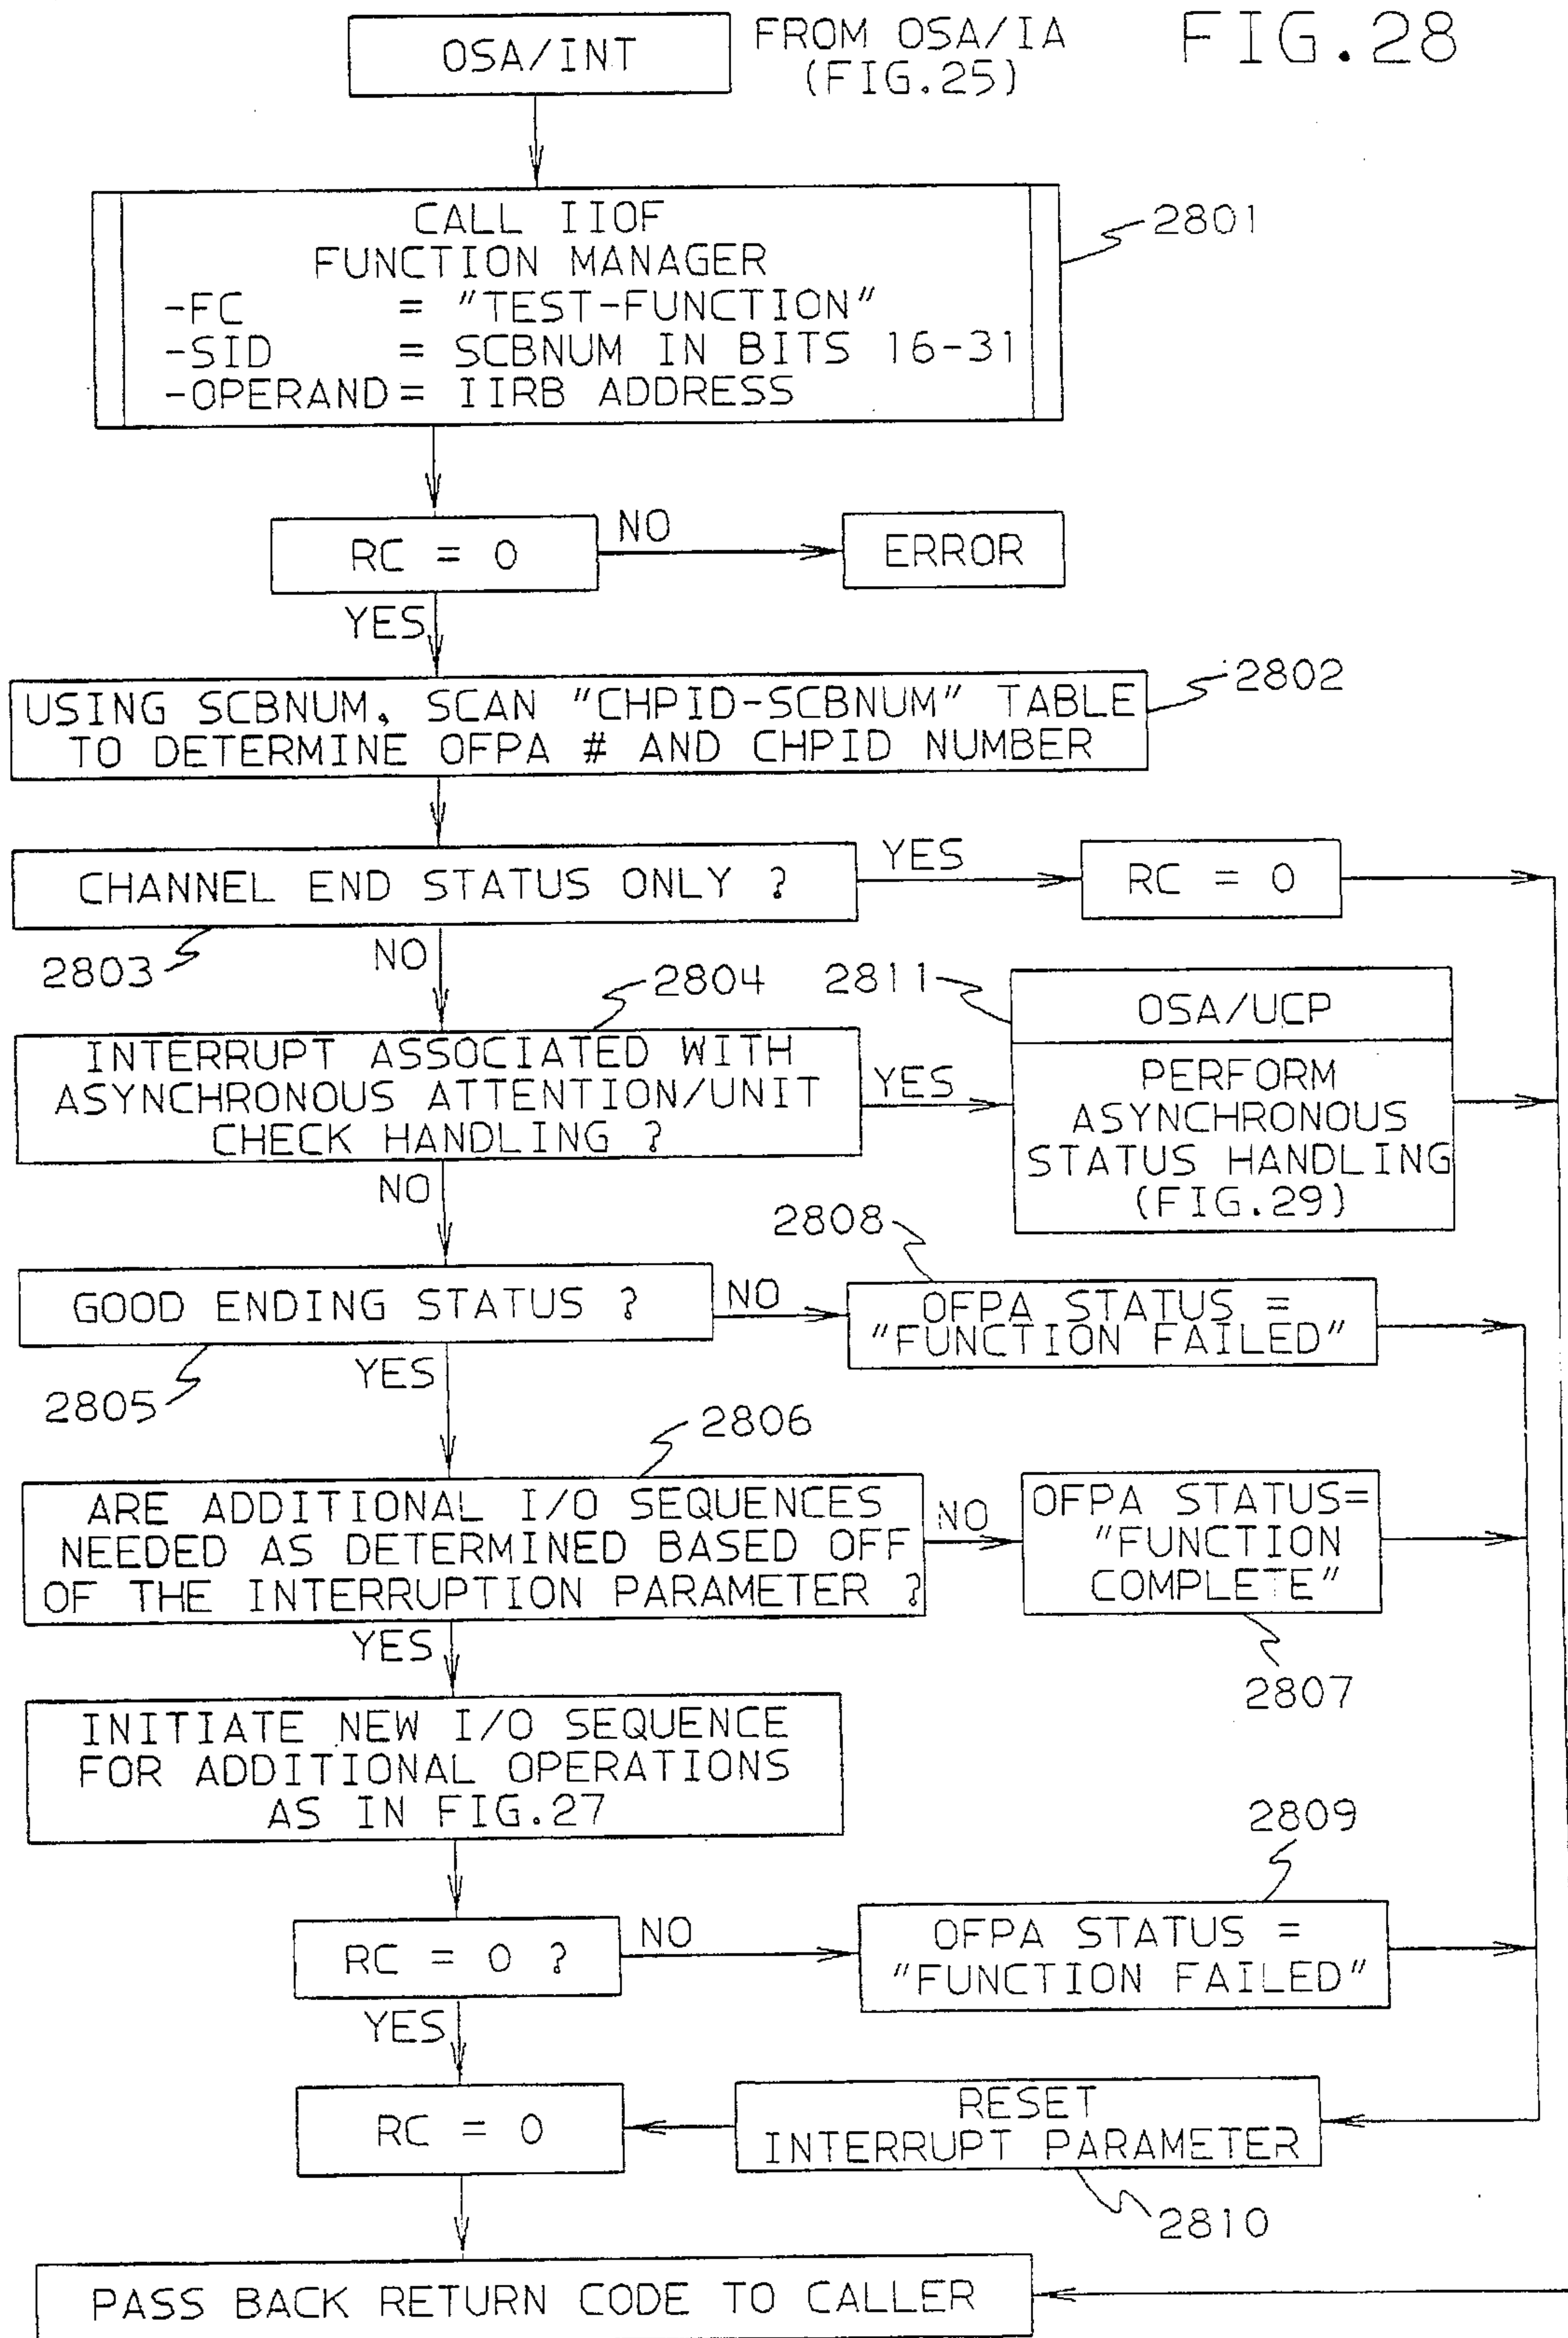 OSA/INT
FROM OSA/IA
(FIG.25)
FIG.28
CALL IIOF
FUNCTION MANAGER
-FC = "TEST-FUNCTION"
-SID = SCBNUM IN BITS 16-31
-OPERAND= IIRB ADDRESS
2801
RC = 0
NO
ERROR
YES
USING SCBNUM, SCAN "CHPID-SCBNUM" TABLE
TO DETERMINE OFPA # AND CHPID NUMBER
2802
CHANNEL END STATUS ONLY ?
YES
RC = 0
2803
NO
2804
2811
OSA/UCP
INTERRUPT ASSOCIATED WITH
ASYNCHRONOUS ATTENTION/UNIT
CHECK HANDLING ?
YES
PERFORM
ASYNCHRONOUS
STATUS HANDLING
(FIG.29)
NO
2808
GOOD ENDING STATUS ?
NO
OFPA STATUS =
"FUNCTION FAILED"
2805
YES
2806
ARE ADDITIONAL I/O SEQUENCES
NEEDED AS DETERMINED BASED OFF
OF THE INTERRUPTION PARAMETER ?
NO
OFPA STATUS=
"FUNCTION
COMPLETE"
YES
2807
INITIATE NEW I/O SEQUENCE
FOR ADDITIONAL OPERATIONS
AS IN FIG.27
2809
RC = 0 ?
NO
OFPA STATUS =
"FUNCTION FAILED"
YES
RC = 0
RESET
INTERRUPT PARAMETER
2810
PASS BACK RETURN CODE TO CALLER